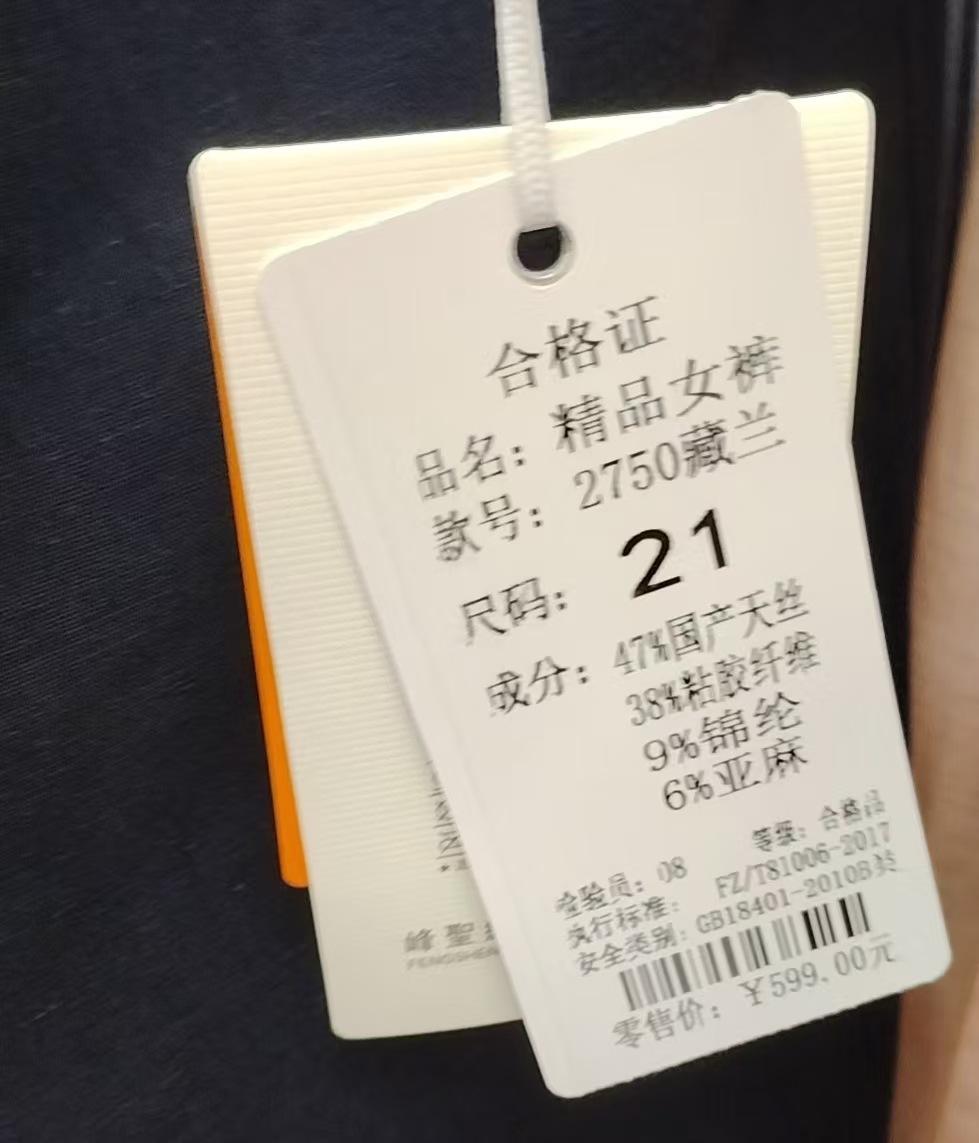 合格证
品名：精品女裤
款号：2750藏兰
尺码：21
成分：47%国产天丝
38%粘胶纤维
9%锦纶
6%亚麻
等级：合格品
检验员：08
执行标准：FZ/T81006-2017
安全类别：GB18401-2010B类
零售价：￥599.00元
峰聖
FENGSHE